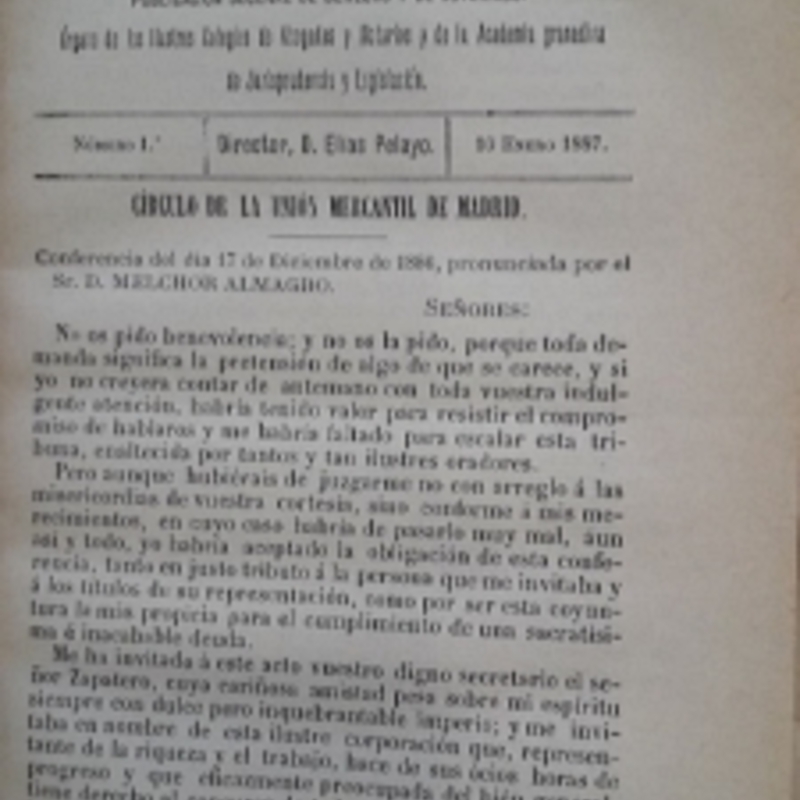 Órgano de los Ilustres Colegios de Abogados y Notarios y de la Academia granadina
de Jurisprudencia y Legislación.
Número 1.º
Director, D. Elias Pelayo.
10 Enero 1887.
CÍRCULO DE LA UNIÓN MERCANTIL DE MADRID.
Conferencia del día 17 de Diciembre de 1886, pronunciada por el
Sr. D. MELCHOR ALMAGRO.
SEÑORES:
No os pido benevolencia; y no os la pido, porque toda de-
manda significa la pretensión de algo de que se carece, y si
yo no creyera contar de antemano con toda vuestra indul-
gente atención, habría tenido valor para resistir el compro-
miso de hablaros y me habría faltado para escalar esta tri-
buna, enaltecida por tantos y tan ilustres oradores.
Pero aunque hubiérais de juzgarme no con arreglo á las
misericordias de vuestra cortesía, sino conforme á mis me-
recimientos, en cuyo caso habría de pasarlo muy mal, aun
así y todo, yo habría aceptado la obligación de esta confe-
rencia, tanto en justo tributo á la persona que me invitaba y
á los títulos de su representación, como por ser esta coyun-
tura la más propicia para el cumplimiento de una sacratísi-
ma é inacabable deuda.
Me ha invitado á este acto vuestro digno secretario el se-
ñor Zapatero, cuya cariñosa amistad pesa sobre mi espíritu
siempre con dulce pero inquebrantable imperio; y me invi-
taba en nombre de esta ilustre corporación que, represen-
tante de la riqueza y el trabajo, hace de sus ócios horas de
progreso y que eficazmente preocupada del bién
tiene derecho al